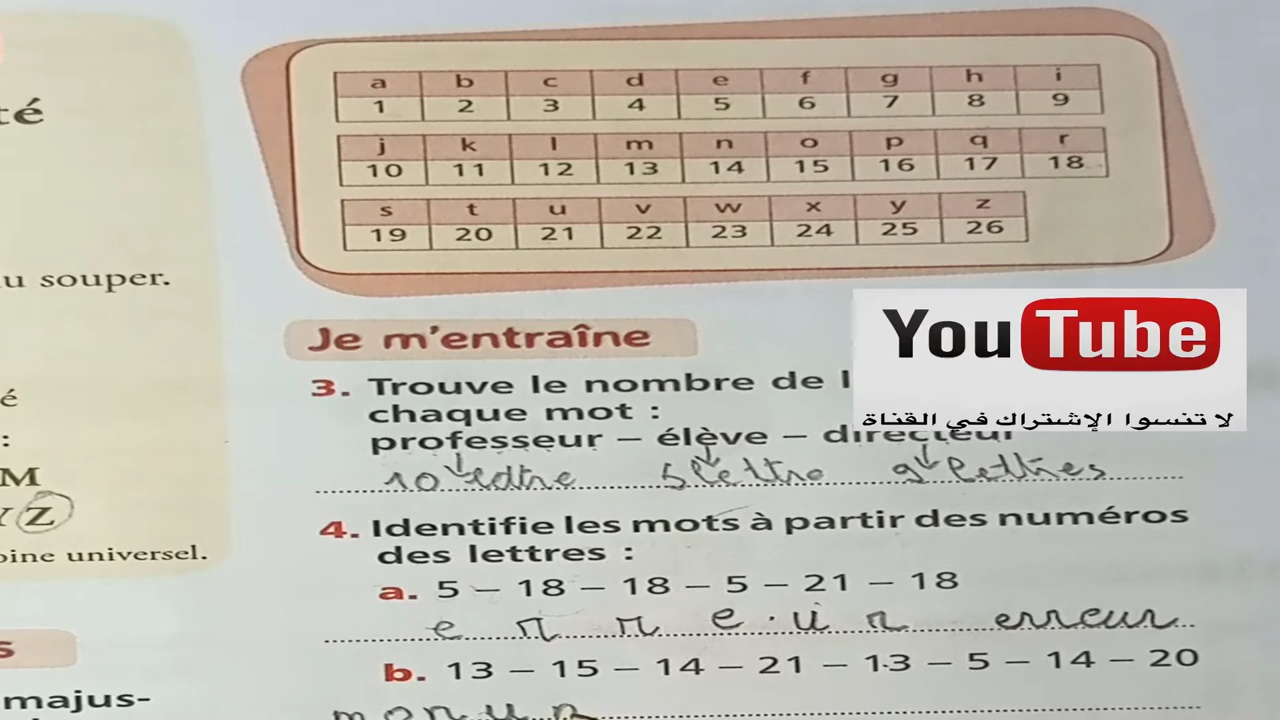 té
u souper.
é
:
M
Y Z
oine universel.
s
majus-
a b c d e f g h i
1 2 3 4 5 6 7 8 9
j k l m n o p q r
10 11 12 13 14 15 16 17 18
s t u v w x y z
19 20 21 22 23 24 25 26
Je m'entraîne
YouTube
لا تنسوا الإشتراك في القناة
3. Trouve le nombre de l
chaque mot :
professeur – élève – directeur
10 lettre 5 lettre 9 lettres
4. Identifie les mots à partir des numéros
des lettres :
a. 5 – 18 – 18 – 5 – 21 – 18
e r r e u r erreur
b. 13 – 15 – 14 – 21 – 13 – 5 – 14 – 20
m o n u